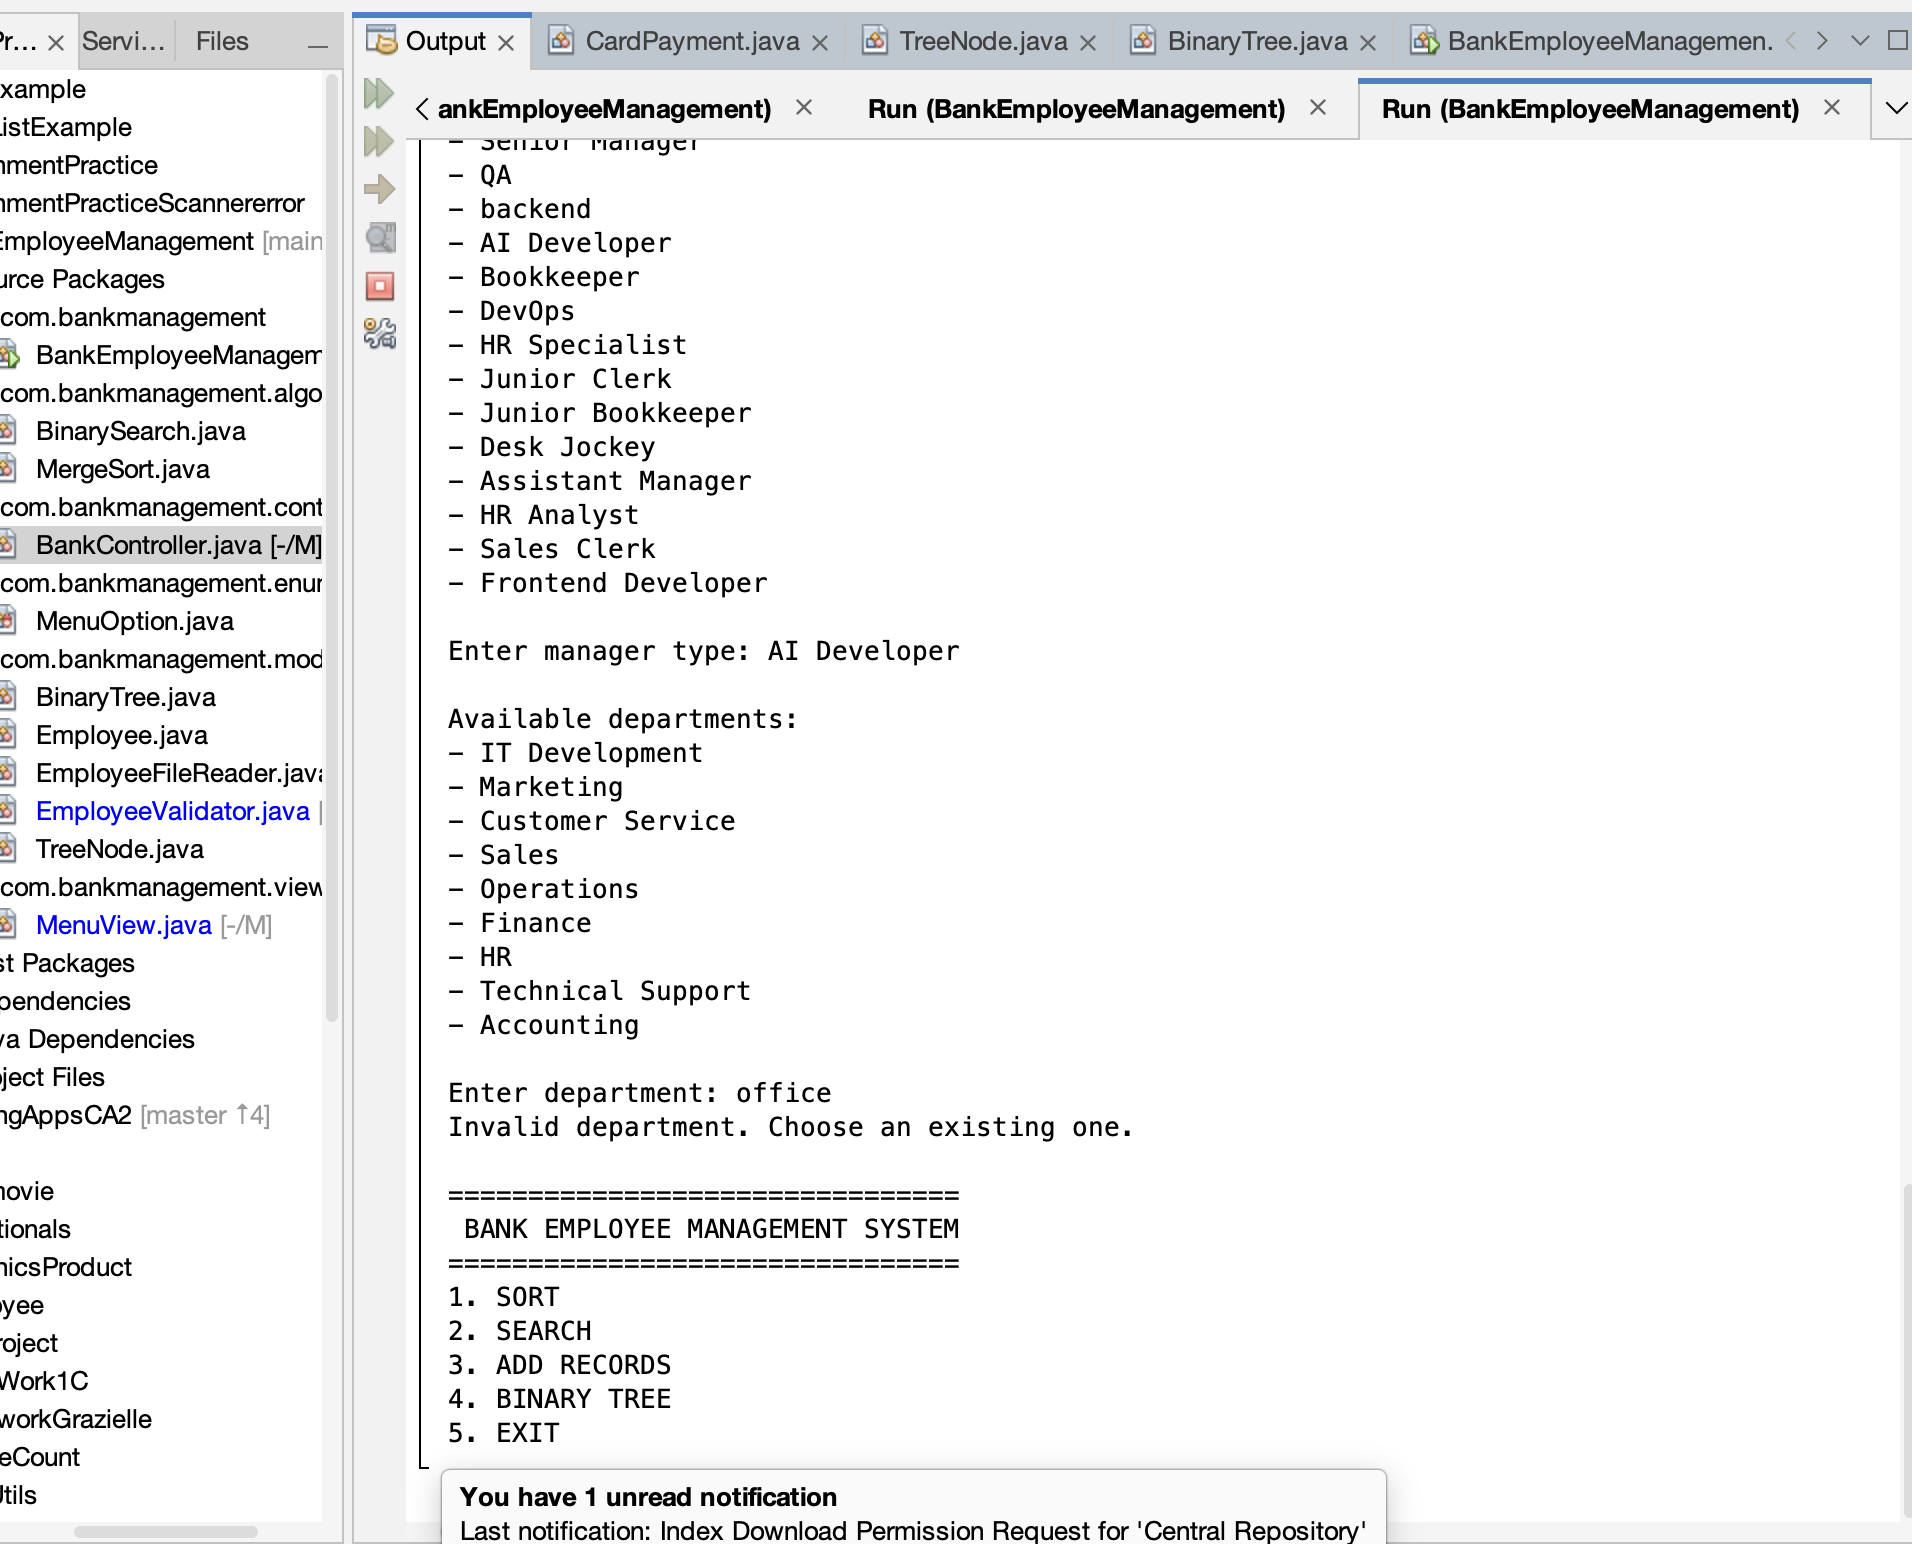 Pr...
Servi...
Files
Output
CardPayment.java
TreeNode.java
BinaryTree.java
BankEmployeeManagemen.
ankEmployeeManagement)
Run (BankEmployeeManagement)
Run (BankEmployeeManagement)
xample
ListExample
nmentPractice
nmentPracticeScannererror
EmployeeManagement [main
urce Packages
com.bankmanagement
BankEmployeeManagem
com.bankmanagement.algo
BinarySearch.java
MergeSort.java
com.bankmanagement.cont
BankController.java [-/M]
com.bankmanagement.enum
MenuOption.java
com.bankmanagement.mod
BinaryTree.java
Employee.java
EmployeeFileReader.java
EmployeeValidator.java [
TreeNode.java
com.bankmanagement.view
MenuView.java [-/M]
st Packages
pendencies
va Dependencies
ject Files
ngAppsCA2 [master ↑4]
movie
tionals
nicsProduct
oyee
roject
Work1C
workGrazielle
eCount
Utils
- Senior Manager
- QA
- backend
- AI Developer
- Bookkeeper
- DevOps
- HR Specialist
- Junior Clerk
- Junior Bookkeeper
- Desk Jockey
- Assistant Manager
- HR Analyst
- Sales Clerk
- Frontend Developer
Enter manager type: AI Developer
Available departments:
- IT Development
- Marketing
- Customer Service
- Sales
- Operations
- Finance
- HR
- Technical Support
- Accounting
Enter department: office
Invalid department. Choose an existing one.
================================
BANK EMPLOYEE MANAGEMENT SYSTEM
================================
1. SORT
2. SEARCH
3. ADD RECORDS
4. BINARY TREE
5. EXIT
You have 1 unread notification
Last notification: Index Download Permission Request for 'Central Repository'